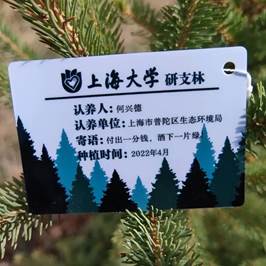 上海大学 研支林
认养人：何兴德
认养单位：上海市普陀区生态环境局
寄语：付出一分钱，洒下一片绿。
种植时间：2022年4月